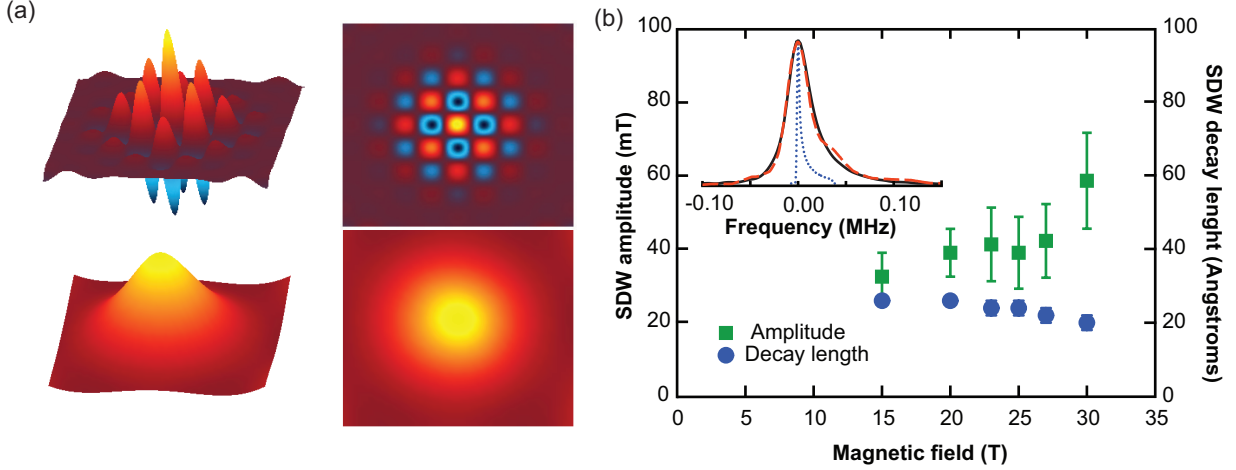 (a)
(b)
100
80
60
40
20
0
SDW amplitude (mT)
0
5
10
15
20
25
30
35
Magnetic field (T)
100
80
60
40
20
0
SDW decay lenght (Angstroms)
-0.10
0.00
0.10
Frequency (MHz)
Amplitude
Decay length